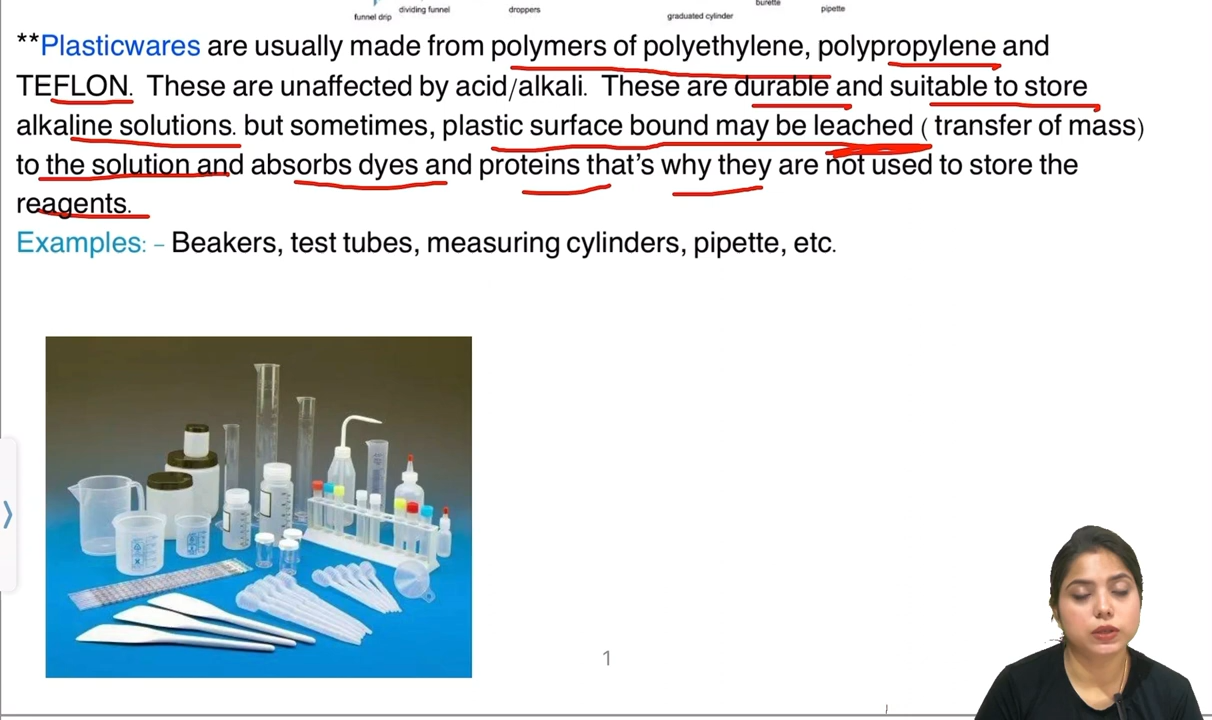 burette
dividing funnel droppers pipette
funnel drip graduated cylinder
**Plasticwares are usually made from polymers of polyethylene, polypropylene and
TEFLON. These are unaffected by acid/alkali. These are durable and suitable to store
alkaline solutions. but sometimes, plastic surface bound may be leached ( transfer of mass)
to the solution and absorbs dyes and proteins that’s why they are not used to store the
reagents.
Examples: – Beakers, test tubes, measuring cylinders, pipette, etc.
1